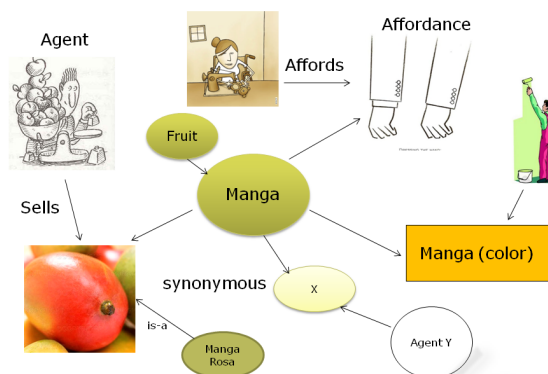 Agent
Affordance
Affords
Fruit
Manga
Sells
Manga (color)
synonymous
X
is-a
Manga
Rosa
Agent Y